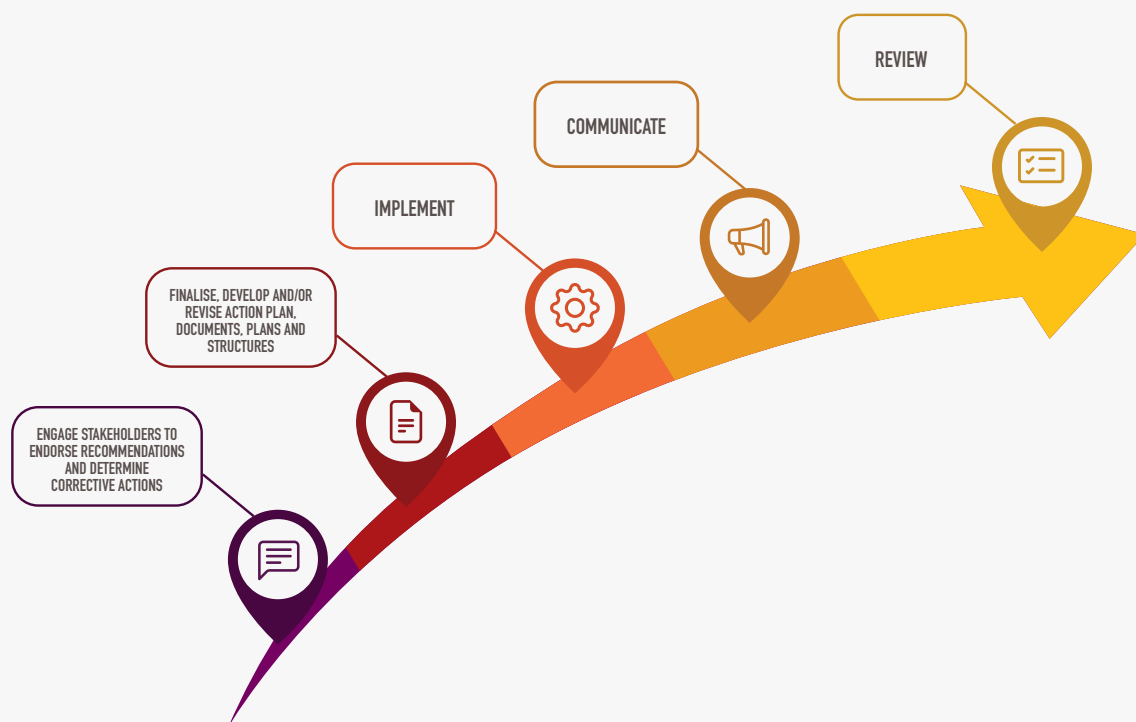 REVIEW
COMMUNICATE
IMPLEMENT
FINALISE, DEVELOP AND/OR
REVISE ACTION PLAN,
DOCUMENTS, PLANS AND
STRUCTURES
ENGAGE STAKEHOLDERS TO
ENDORSE RECOMMENDATIONS
AND DETERMINE
CORRECTIVE ACTIONS